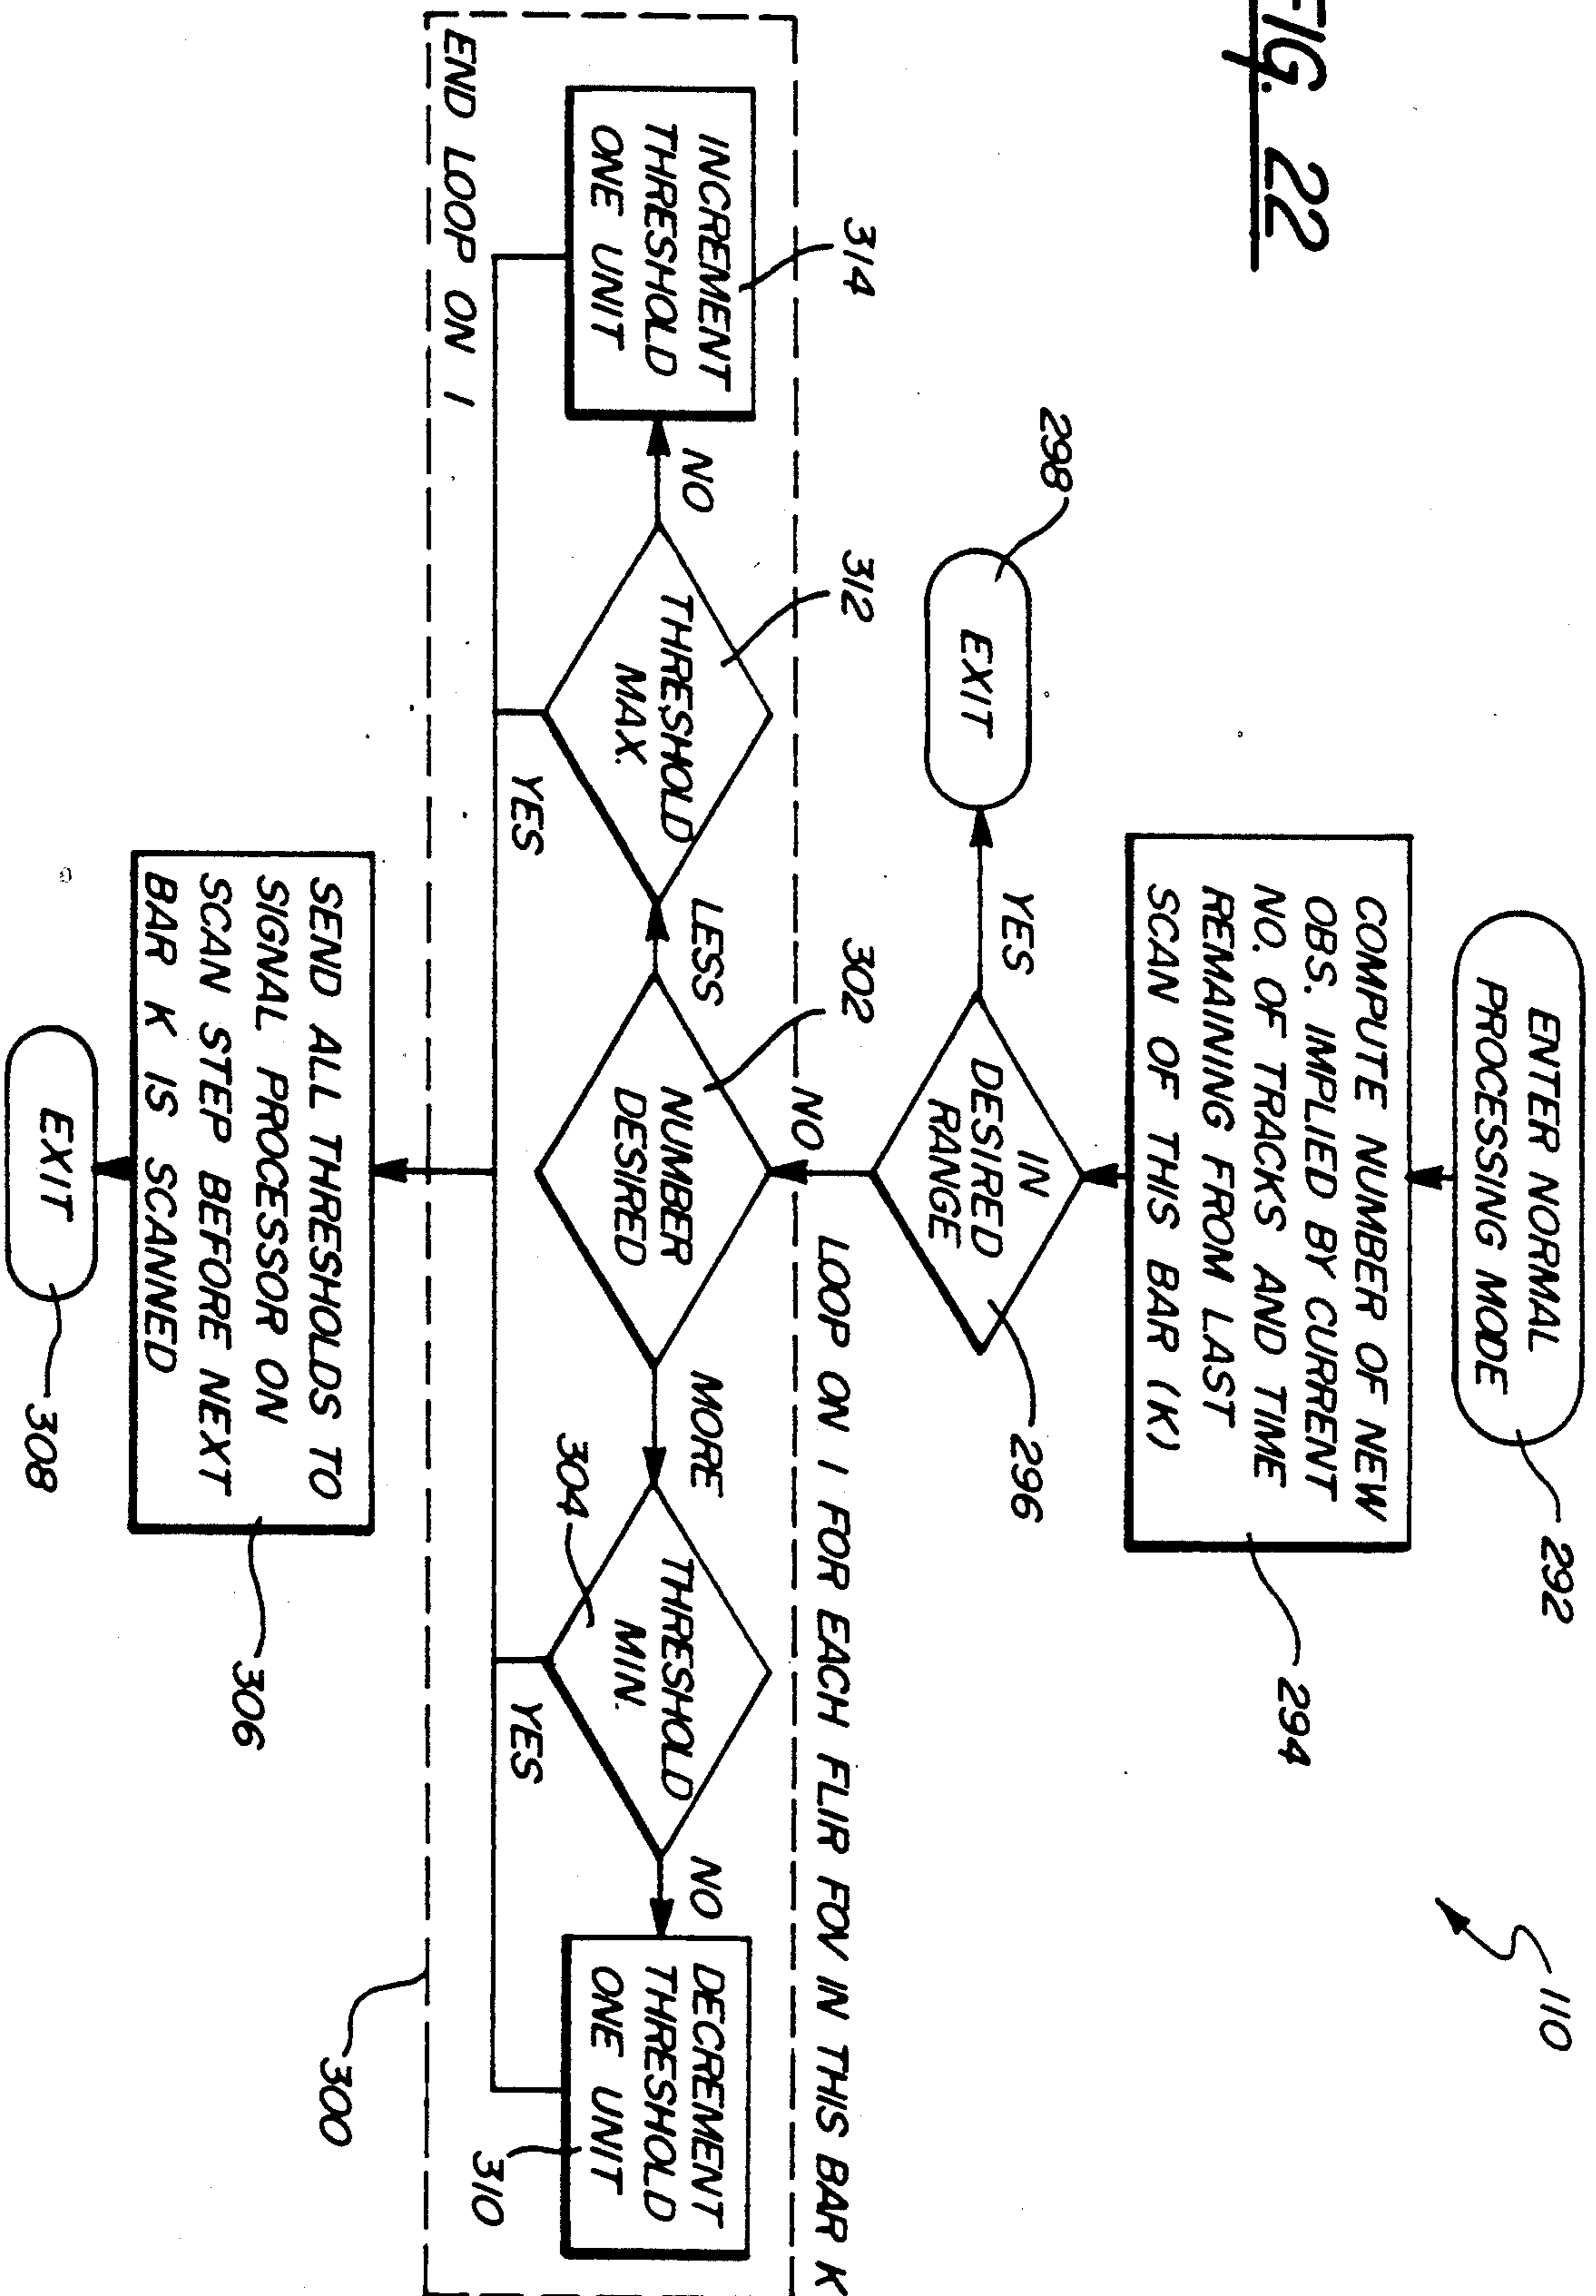 FIG. 22
110
ENTER NORMAL
PROCESSING MODE
292
COMPUTE NUMBER OF NEW
OBS. IMPLIED BY CURRENT
NO. OF TRACKS AND TIME
REMAINING FROM LAST
SCAN OF THIS BAR (K)
294
298
EXIT
YES
IN
DESIRED
RANGE
296
NO
LOOP ON I FOR EACH FLIR FOV IN THIS BAR K
314
INCREMENT
THRESHOLD
ONE UNIT
NO
312
THRESHOLD
MAX.
YES
LESS
302
NUMBER
DESIRED
MORE
304
THRESHOLD
MIN.
YES
NO
DECREMENT
THRESHOLD
ONE UNIT
310
END LOOP ON I
300
SEND ALL THRESHOLDS TO
SIGNAL PROCESSOR ON
SCAN STEP BEFORE NEXT
BAR K IS SCANNED
306
EXIT
308